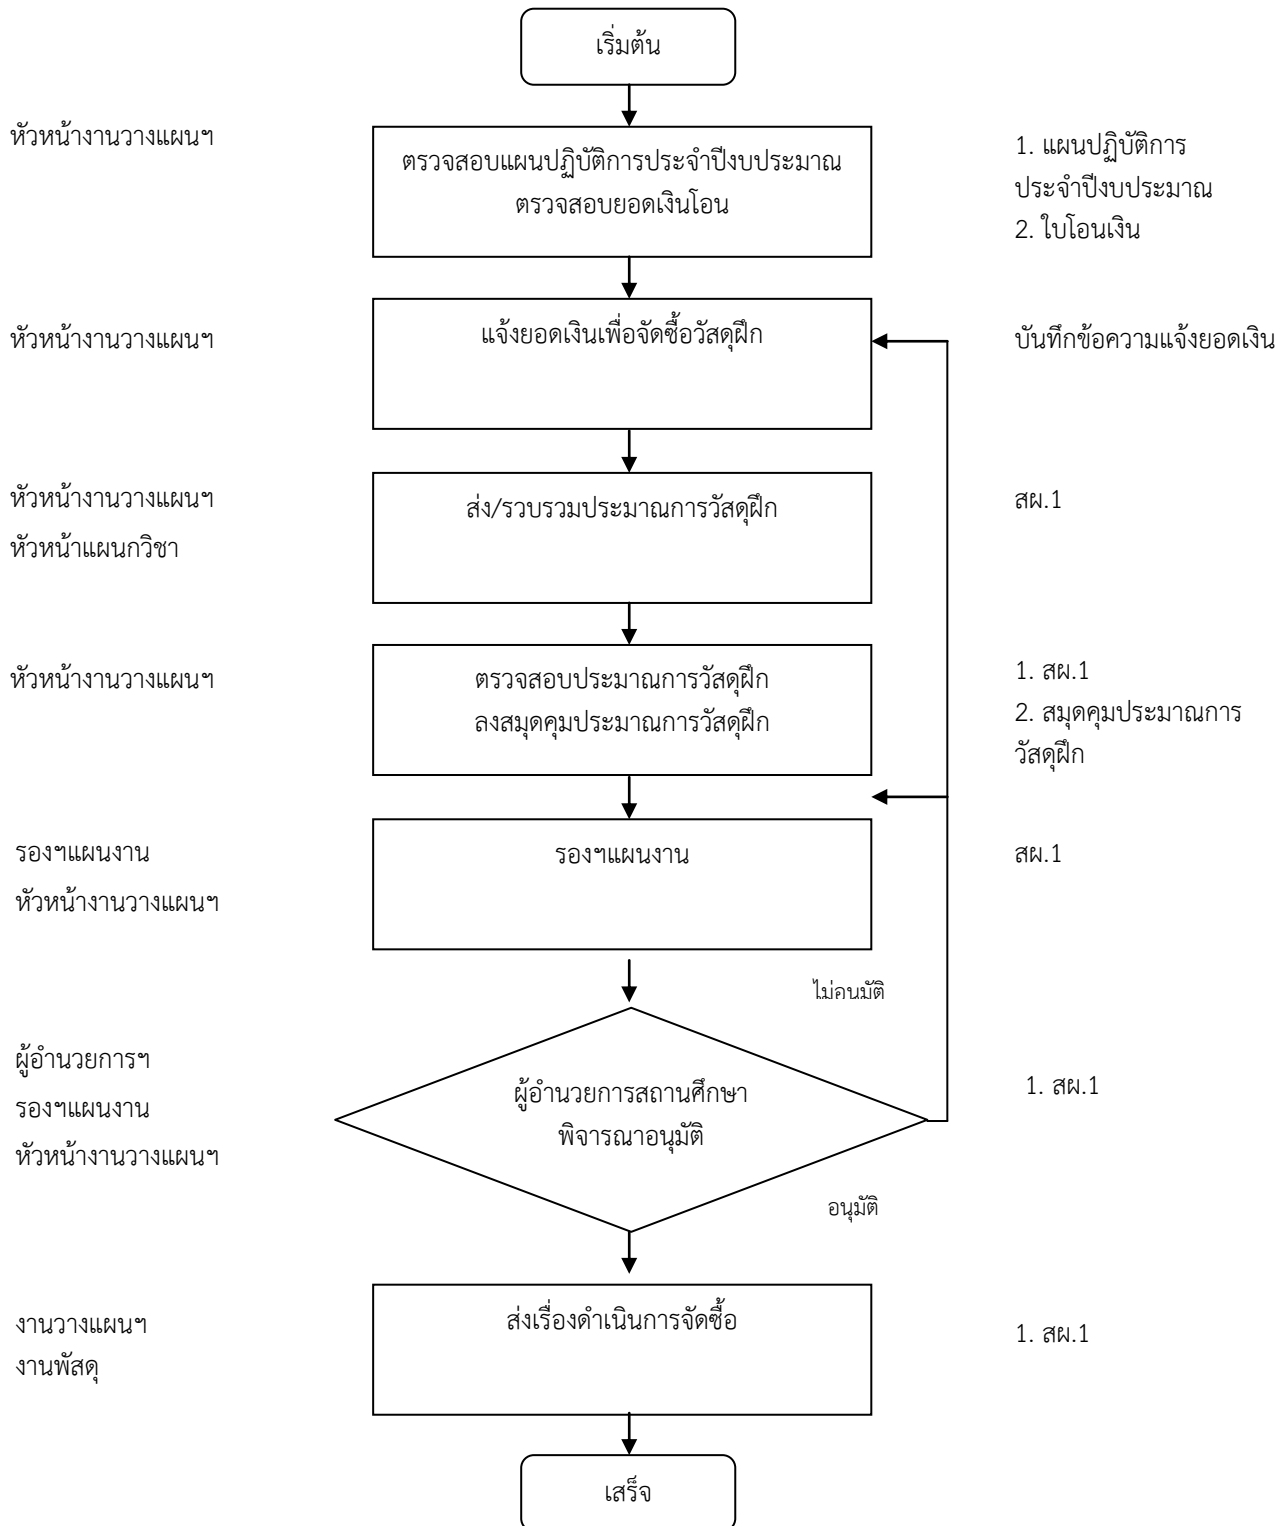 เริ่มต้น
หัวหน้างานวางแผนฯ
ตรวจสอบแผนปฏิบัติการประจำปีงบประมาณ
ตรวจสอบยอดเงินโอน
1. แผนปฏิบัติการ
ประจำปีงบประมาณ
2. ใบโอนเงิน
หัวหน้างานวางแผนฯ
แจ้งยอดเงินเพื่อจัดซื้อวัสดุฝึก
บันทึกข้อความแจ้งยอดเงิน
หัวหน้างานวางแผนฯ
หัวหน้าแผนกวิชา
ส่ง/รวบรวมประมาณการวัสดุฝึก
สผ.1
หัวหน้างานวางแผนฯ
ตรวจสอบประมาณการวัสดุฝึก
ลงสมุดคุมประมาณการวัสดุฝึก
1. สผ.1
2. สมุดคุมประมาณการ
วัสดุฝึก
รองฯแผนงาน
หัวหน้างานวางแผนฯ
รองฯแผนงาน
สผ.1
ไม่อนมัติ
ผู้อำนวยการฯ
รองฯแผนงาน
หัวหน้างานวางแผนฯ
ผู้อำนวยการสถานศึกษา
พิจารณาอนุมัติ
1. สผ.1
อนุมัติ
งานวางแผนฯ
งานพัสดุ
ส่งเรื่องดำเนินการจัดซื้อ
1. สผ.1
เสร็จ